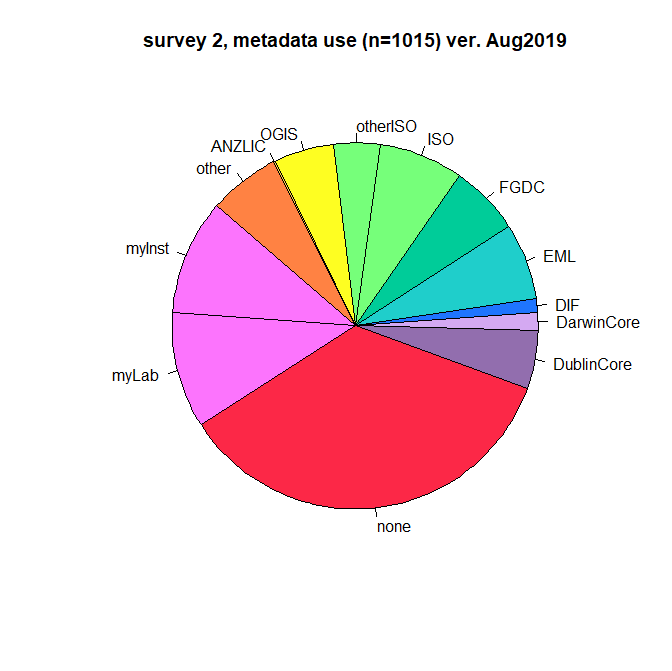 survey 2, metadata use (n=1015) ver. Aug2019
otherISO
OGIS
ISO
ANZLIC
other
FGDC
myInst
EML
DIF
DarwinCore
DublinCore
myLab
none